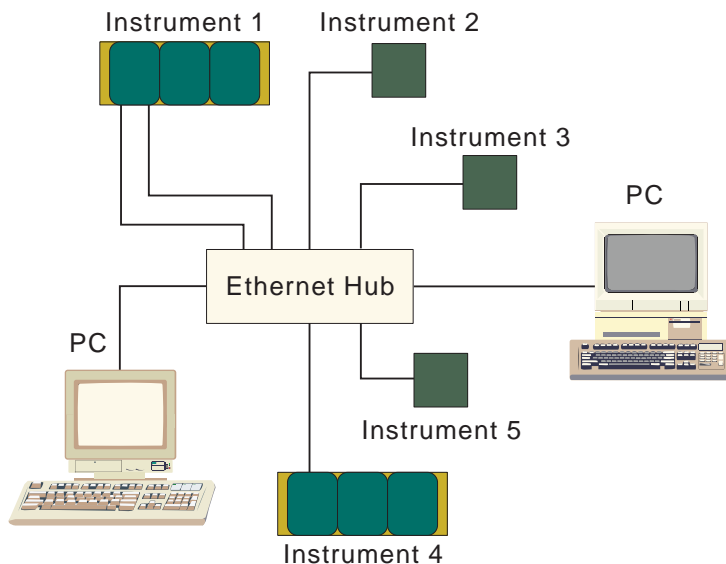 Instrument 1
Instrument 2
Instrument 3
PC
Ethernet Hub
PC
Instrument 5
Instrument 4